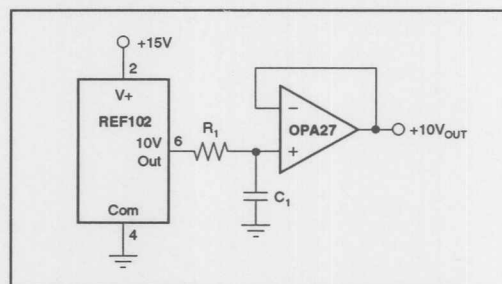 +15V
2
V+
REF102
10V
Out
6
R1
Com
4
C1
−
+
OPA27
+10VOUT